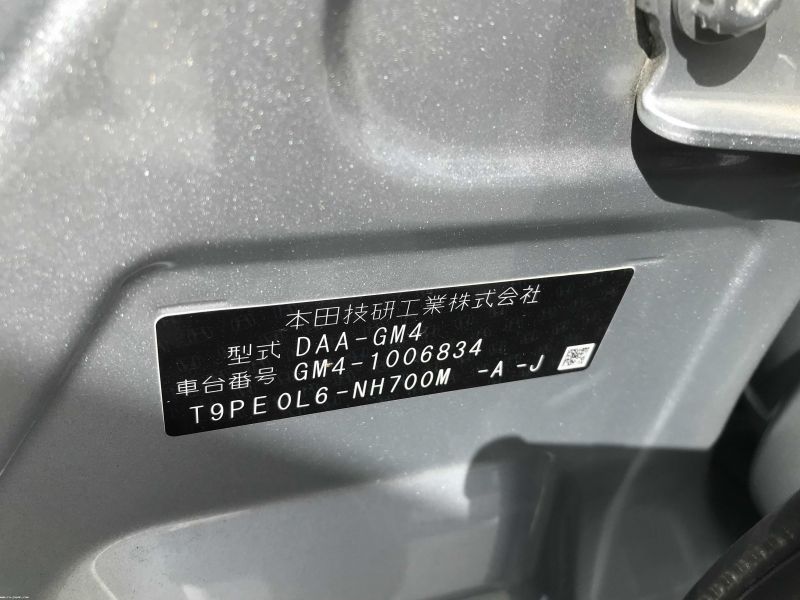 本田技研工業株式会社
型式 DAA-GM4
車台番号 GM4-1006834
T9PE0L6-NH700M -A -J